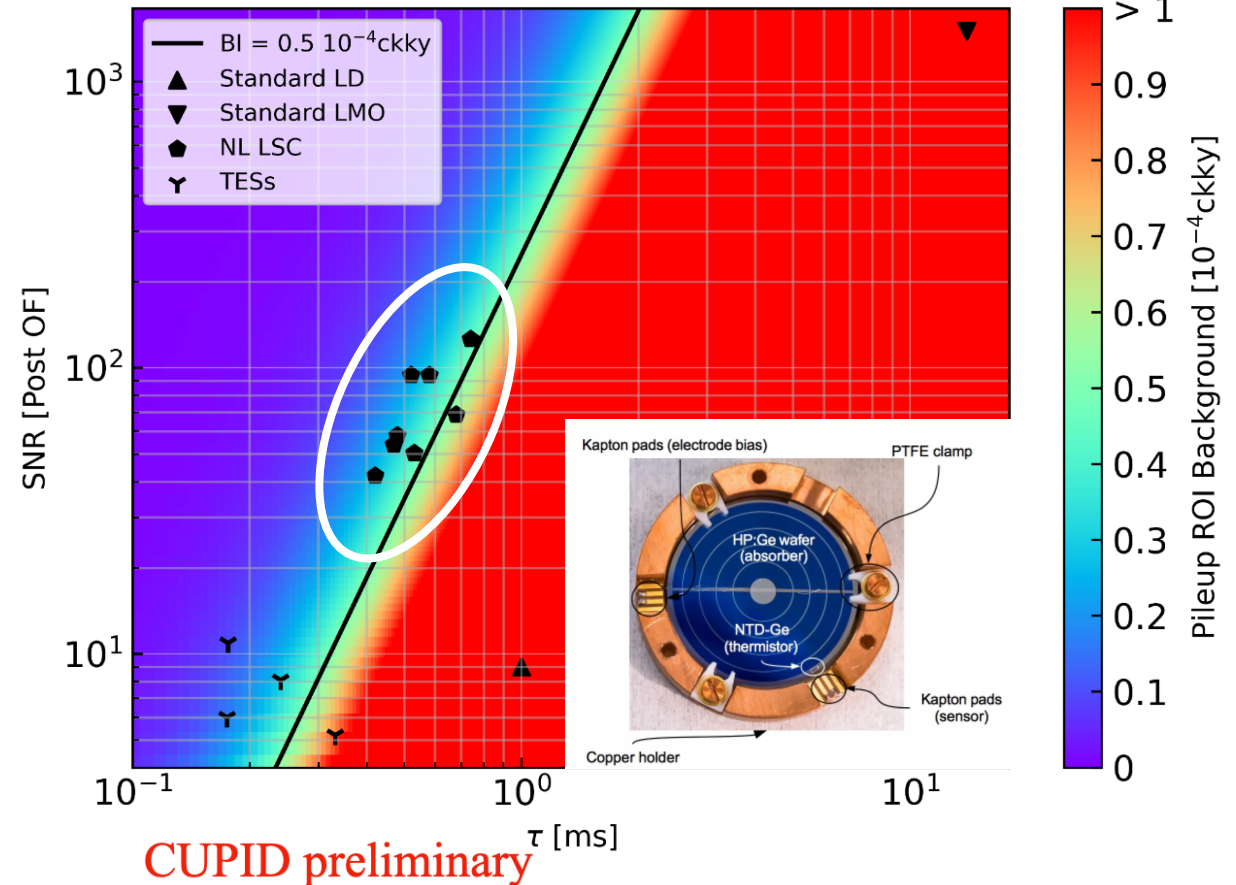 BI = 0.5 10⁻⁴ckky
Standard LD
Standard LMO
NL LSC
TESs
SNR [Post OF]
10³
10²
10¹
10⁻¹
10⁰
10¹
τ [ms]
CUPID preliminary
Kapton pads (electrode bias)
PTFE clamp
HP:Ge wafer
(absorber)
NTD-Ge
(thermistor)
Kapton pads
(sensor)
Copper holder
> 1
0.9
0.8
0.7
0.6
0.5
0.4
0.3
0.2
0.1
0
Pileup ROI Background [10⁻⁴ckky]